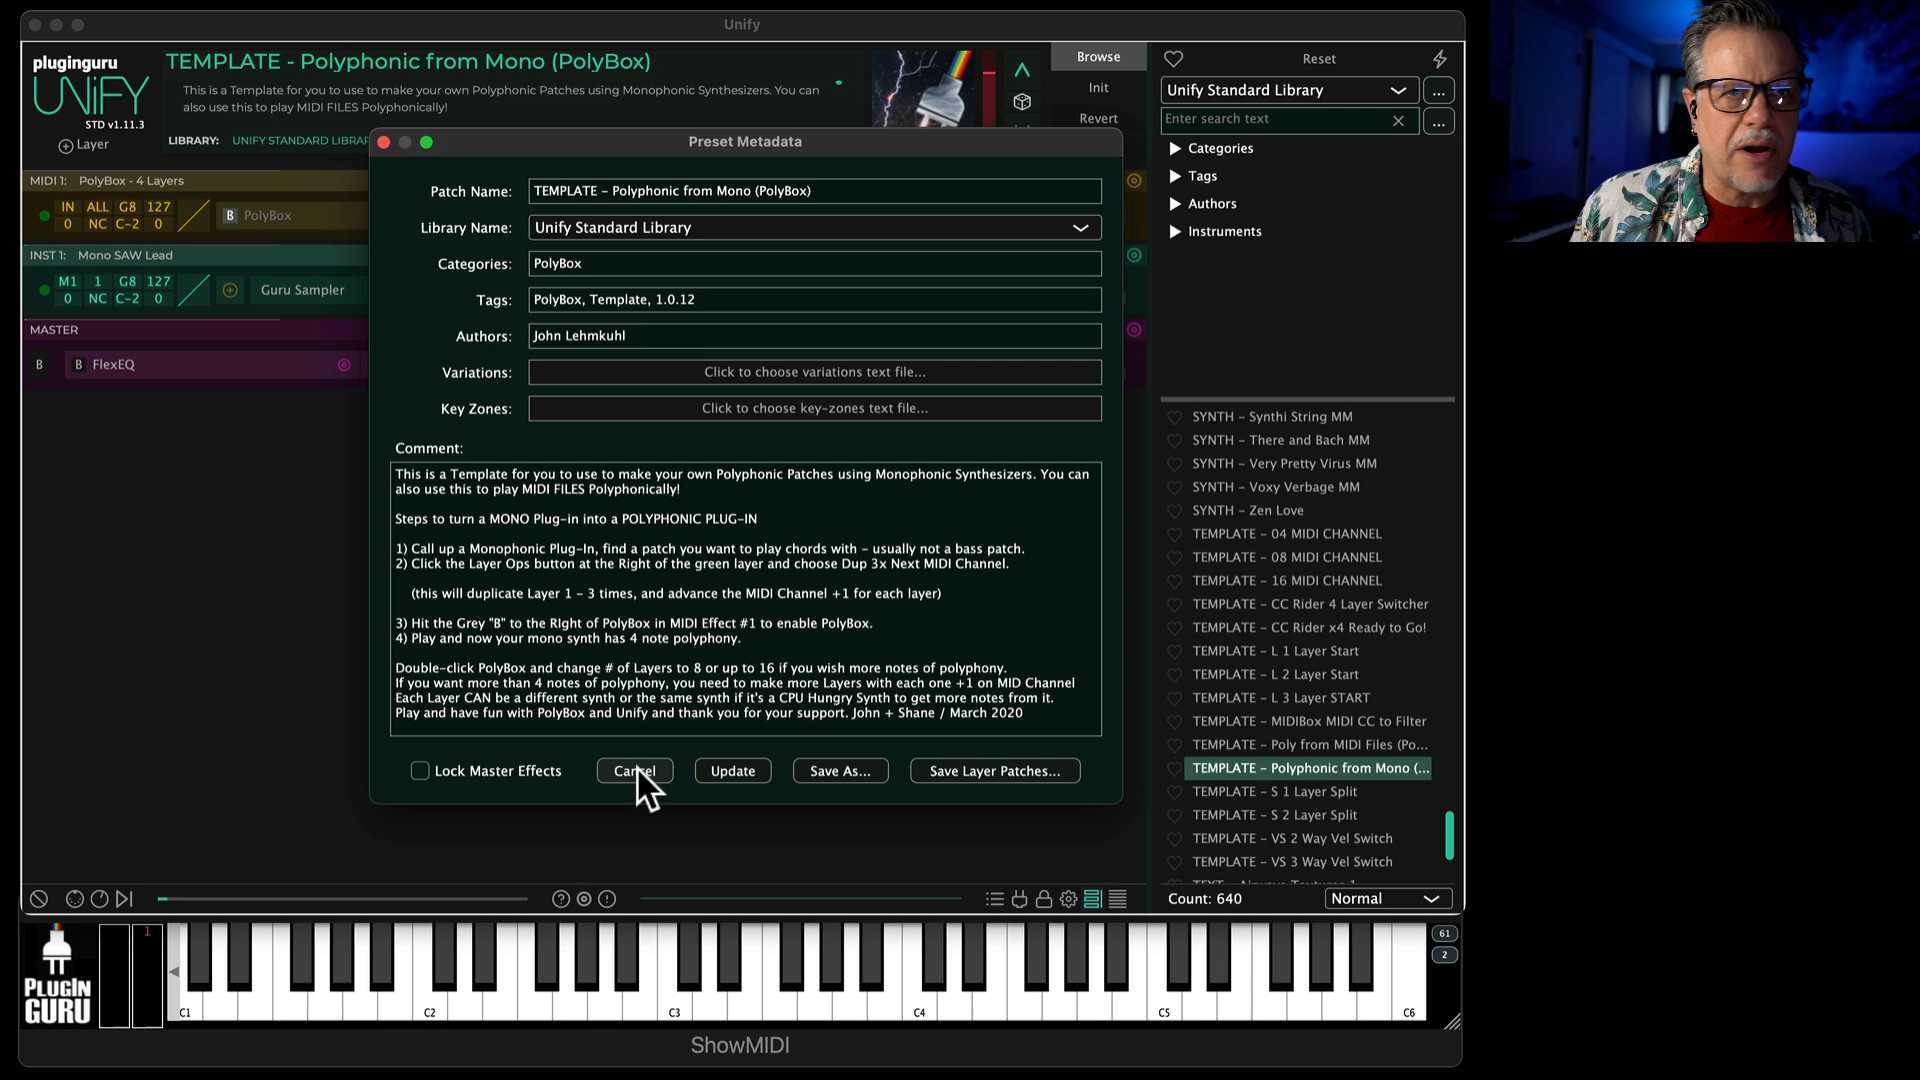 Unify
pluginguru
UNIFY
STD v1.11.3
Layer
TEMPLATE - Polyphonic from Mono (PolyBox)
This is a Template for you to use to make your own Polyphonic Patches using Monophonic Synthesizers. You can
also use this to play MIDI FILES Polyphonically!
LIBRARY: UNIFY STANDARD LIBRAR
Browse
Init
Revert
Reset
Unify Standard Library
...
Enter search text
...
Categories
Tags
Authors
Instruments
MIDI 1: PolyBox - 4 Layers
IN ALL G8 127
0 NC C-2 0
B PolyBox
INST 1: Mono SAW Lead
M1 1 G8 127
0 NC C-2 0
Guru Sampler
MASTER
B B FlexEQ
Preset Metadata
Patch Name: TEMPLATE - Polyphonic from Mono (PolyBox)
Library Name: Unify Standard Library
Categories: PolyBox
Tags: PolyBox, Template, 1.0.12
Authors: John Lehmkuhl
Variations: Click to choose variations text file...
Key Zones: Click to choose key-zones text file...
Comment:
This is a Template for you to use to make your own Polyphonic Patches using Monophonic Synthesizers. You can
also use this to play MIDI FILES Polyphonically!
Steps to turn a MONO Plug-in into a POLYPHONIC PLUG-IN
1) Call up a Monophonic Plug-In, find a patch you want to play chords with - usually not a bass patch.
2) Click the Layer Ops button at the Right of the green layer and choose Dup 3x Next MIDI Channel.
(this will duplicate Layer 1 - 3 times, and advance the MIDI Channel +1 for each layer)
3) Hit the Grey "B" to the RIght of PolyBox in MIDI Effect #1 to enable PolyBox.
4) Play and now your mono synth has 4 note polyphony.
Double-click PolyBox and change # of Layers to 8 or up to 16 if you wish more notes of polyphony.
If you want more than 4 notes of polyphony, you need to make more Layers with each one +1 on MID Channel
Each Layer CAN be a different synth or the same synth if it's a CPU Hungry Synth to get more notes from it.
Play and have fun with PolyBox and Unify and thank you for your support. John + Shane / March 2020
Lock Master Effects
Cancel
Update
Save As...
Save Layer Patches...
SYNTH - Synthi String MM
SYNTH - There and Bach MM
SYNTH - Very Pretty Virus MM
SYNTH - Voxy Verbage MM
SYNTH - Zen Love
TEMPLATE - 04 MIDI CHANNEL
TEMPLATE - 08 MIDI CHANNEL
TEMPLATE - 16 MIDI CHANNEL
TEMPLATE - CC Rider 4 Layer Switcher
TEMPLATE - CC Rider x4 Ready to Go!
TEMPLATE - L 1 Layer Start
TEMPLATE - L 2 Layer Start
TEMPLATE - L 3 Layer START
TEMPLATE - MIDIBox MIDI CC to Filter
TEMPLATE - Poly from MIDI Files (Po...
TEMPLATE - Polyphonic from Mono (...
TEMPLATE - S 1 Layer Split
TEMPLATE - S 2 Layer Split
TEMPLATE - VS 2 Way Vel Switch
TEMPLATE - VS 3 Way Vel Switch
Count: 640
Normal
1
61
2
PLUGIN
GURU
C1
C2
C3
C4
C5
C6
ShowMIDI